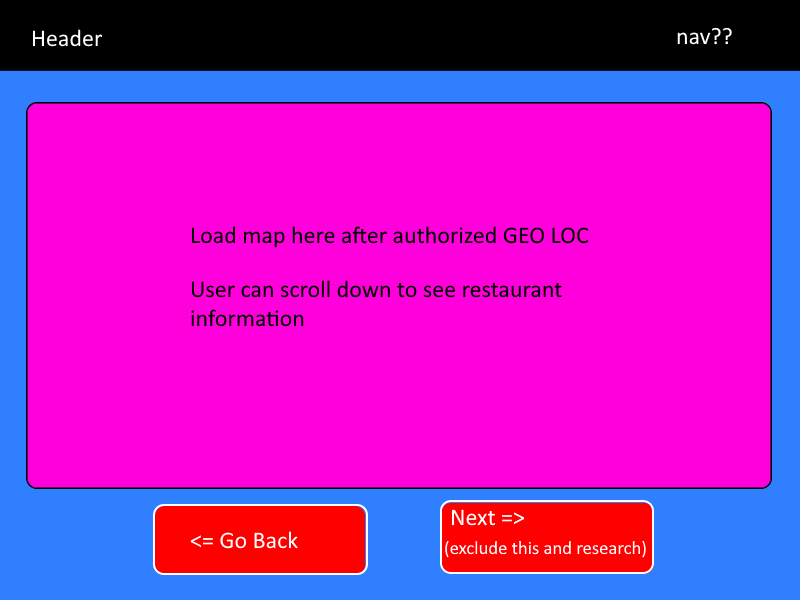 Header
nav??
Load map here after authorized GEO LOC
User can scroll down to see restaurant
information
<= Go Back
Next =>
(exclude this and research)